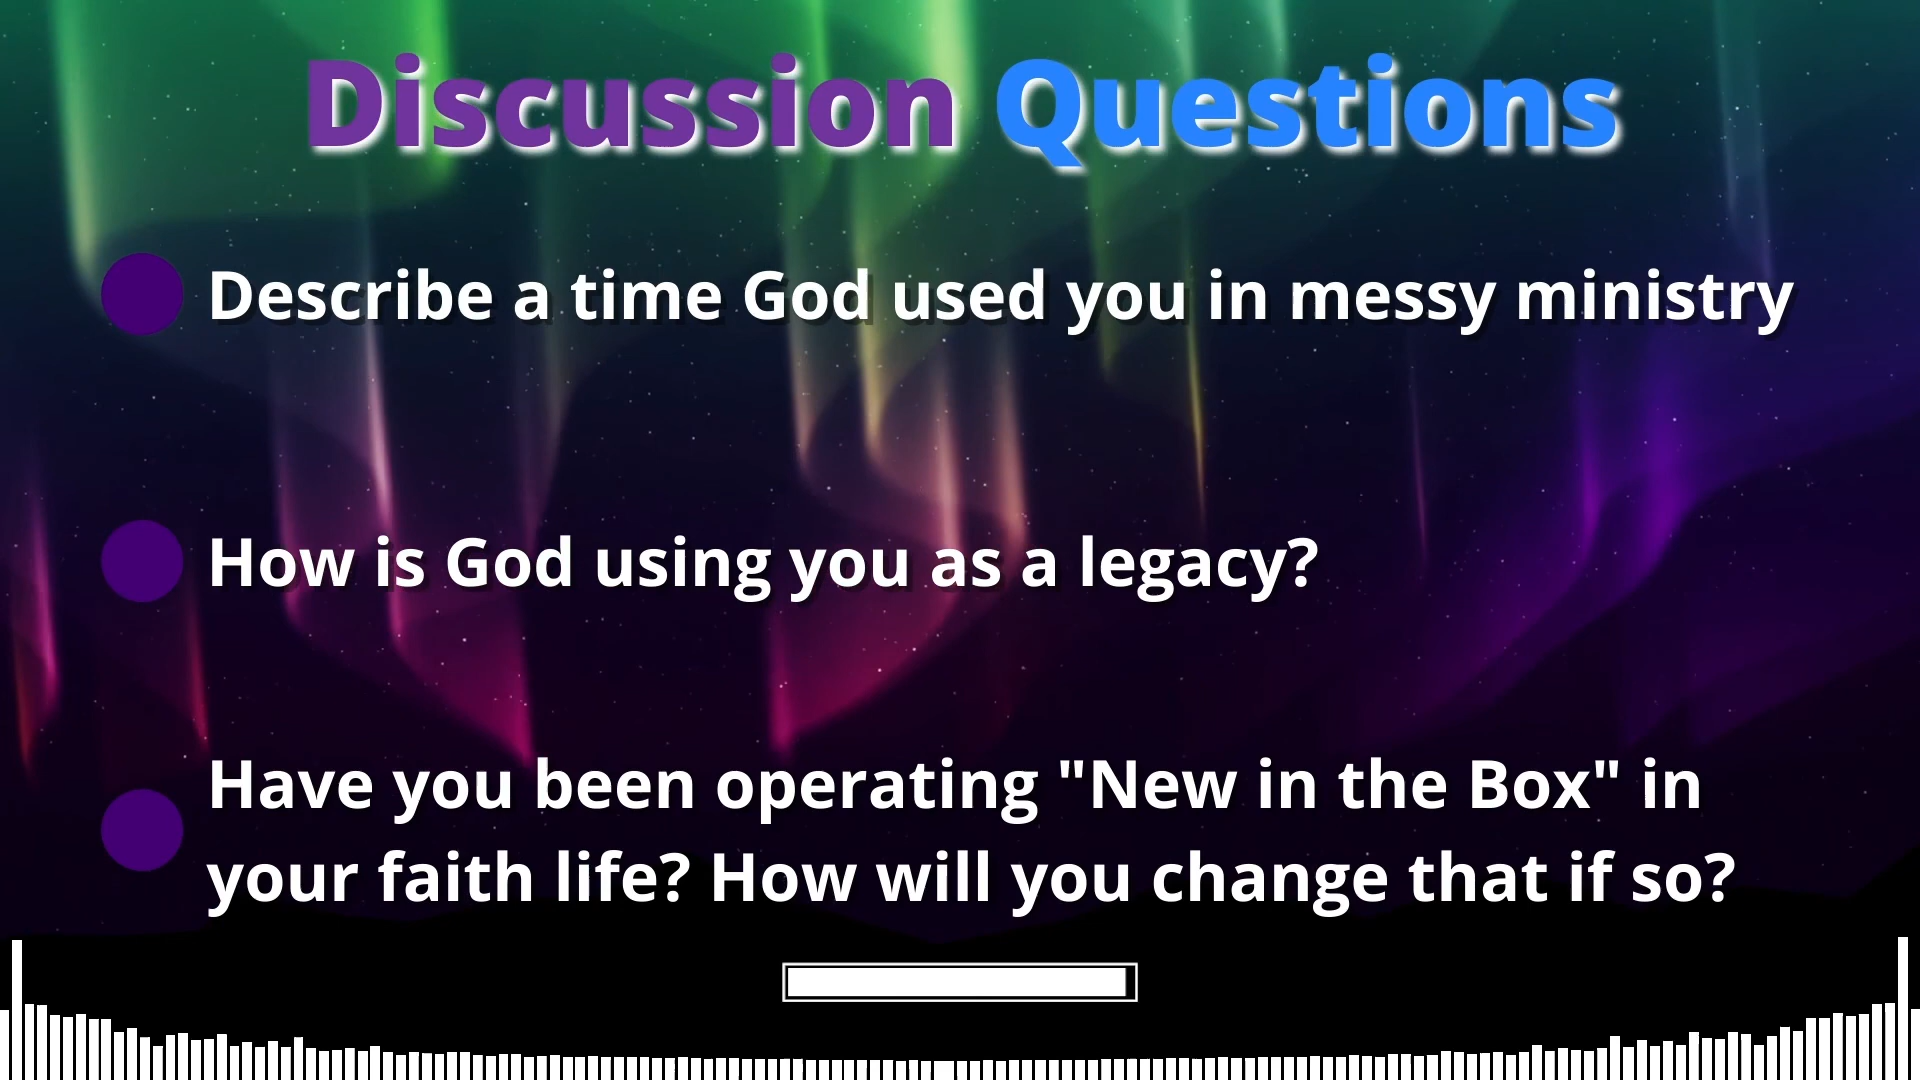 Discussion Questions
Describe a time God used you in messy ministry
How is God using you as a legacy?
Have you been operating "New in the Box" in
your faith life? How will you change that if so?